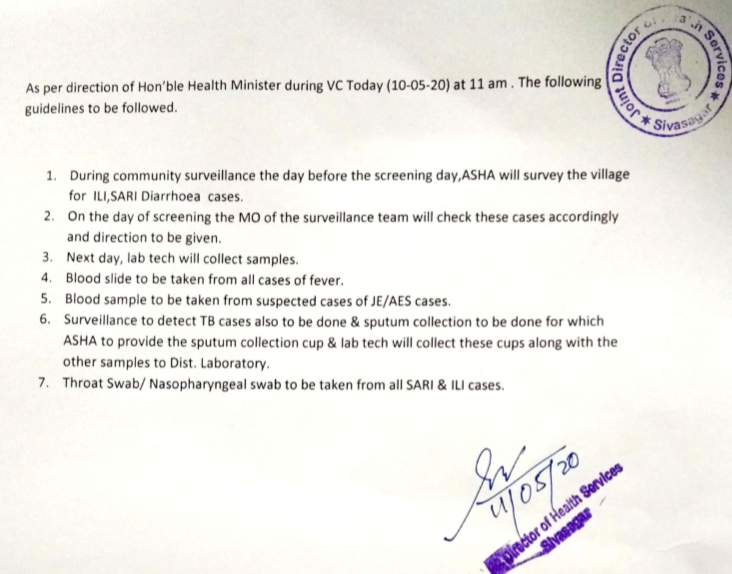 Joint Director of Health Services
★ Sivasagar ★
As per direction of Hon'ble Health Minister during VC Today (10-05-20) at 11 am . The following
guidelines to be followed.
1. During community surveillance the day before the screening day,ASHA will survey the village
for ILI,SARI Diarrhoea cases.
2. On the day of screening the MO of the surveillance team will check these cases accordingly
and direction to be given.
3. Next day, lab tech will collect samples.
4. Blood slide to be taken from all cases of fever.
5. Blood sample to be taken from suspected cases of JE/AES cases.
6. Surveillance to detect TB cases also to be done & sputum collection to be done for which
ASHA to provide the sputum collection cup & lab tech will collect these cups along with the
other samples to Dist. Laboratory.
7. Throat Swab/ Nasopharyngeal swab to be taken from all SARI & ILI cases.
11/05/20
Director of Health Services
Sivasagar